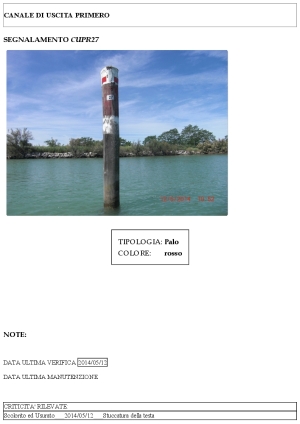 CANALE DI USCITA PRIMERO
SEGNALAMENTO CUPR27
TIPOLOGIA: Palo
COLORE: rosso
NOTE:
DATA ULTIMA VERIFICA 2014/05/12
DATA ULTIMA MANUTENZIONE
CRITICITA' RILEVATE
Scolorito ed Usurato 2014/05/12 Stuccatura della testa